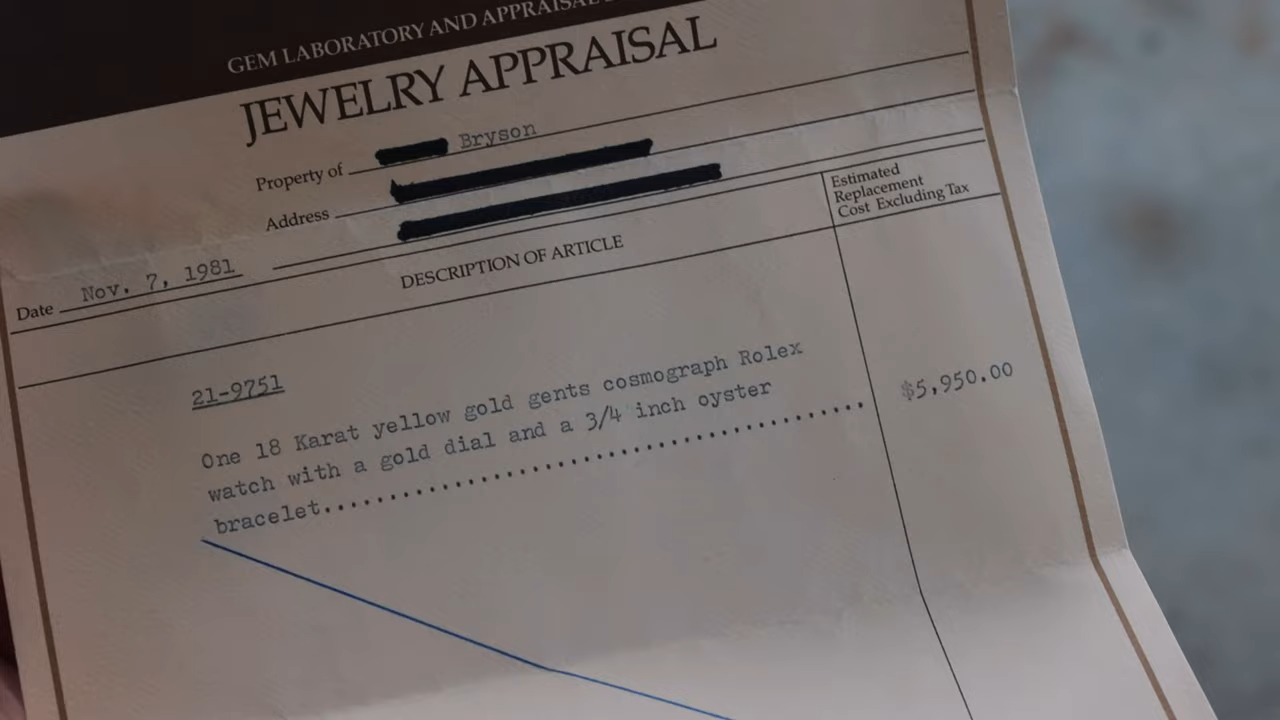 GEM LABORATORY AND APPRAISAL
JEWELRY APPRAISAL
Property of Bryson
Address
Date Nov. 7, 1981
DESCRIPTION OF ARTICLE
Estimated
Replacement
Cost Excluding Tax
21-9751
One 18 Karat yellow gold gents cosmograph Rolex
watch with a gold dial and a 3/4 inch oyster
bracelet........................................
$5,950.00